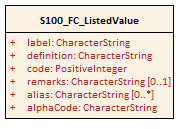 S100_FC_ListedValue
+ label: CharacterString
+ definition: CharacterString
+ code: PositiveInteger
+ remarks: CharacterString [0..1]
+ alias: CharacterString [0..*]
+ alphaCode: CharacterString